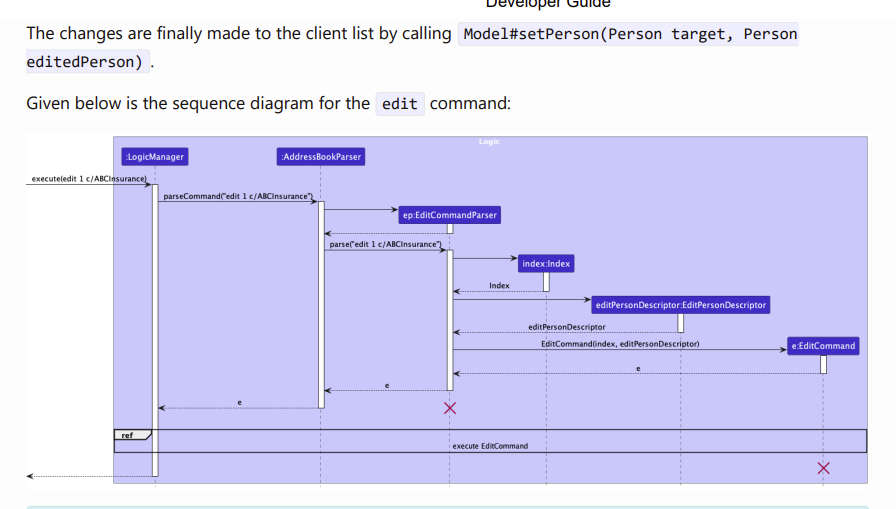 Developer Guide
The changes are finally made to the client list by calling Model#setPerson(Person target, Person
editedPerson) .
Given below is the sequence diagram for the edit command:
Logic
:LogicManager
:AddressBookParser
execute(edit 1 c/ABCInsurance)
parseCommand("edit 1 c/ABCInsurance")
ep:EditCommandParser
parse("edit 1 c/ABCInsurance")
index:Index
Index
editPersonDescriptor:EditPersonDescriptor
editPersonDescriptor
EditCommand(index, editPersonDescriptor)
e:EditCommand
e
e
e
ref
execute EditCommand